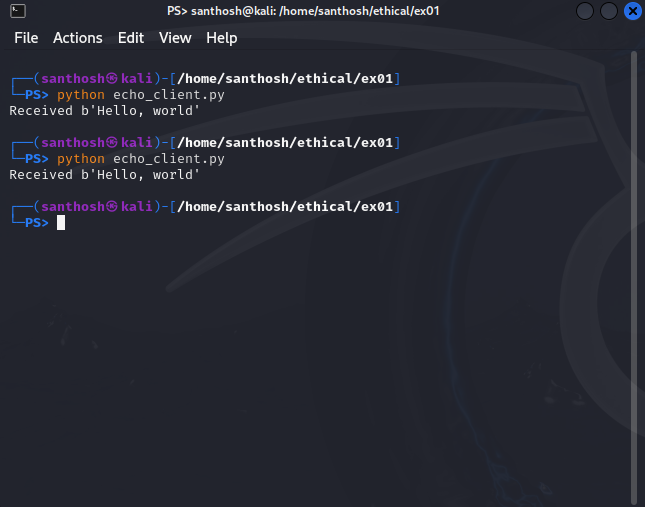 PS> santhosh@kali: /home/santhosh/ethical/ex01
File Actions Edit View Help
┌──(santhosh㉿kali)-[/home/santhosh/ethical/ex01]
└─PS> python echo_client.py
Received b'Hello, world'
┌──(santhosh㉿kali)-[/home/santhosh/ethical/ex01]
└─PS> python echo_client.py
Received b'Hello, world'
┌──(santhosh㉿kali)-[/home/santhosh/ethical/ex01]
└─PS>